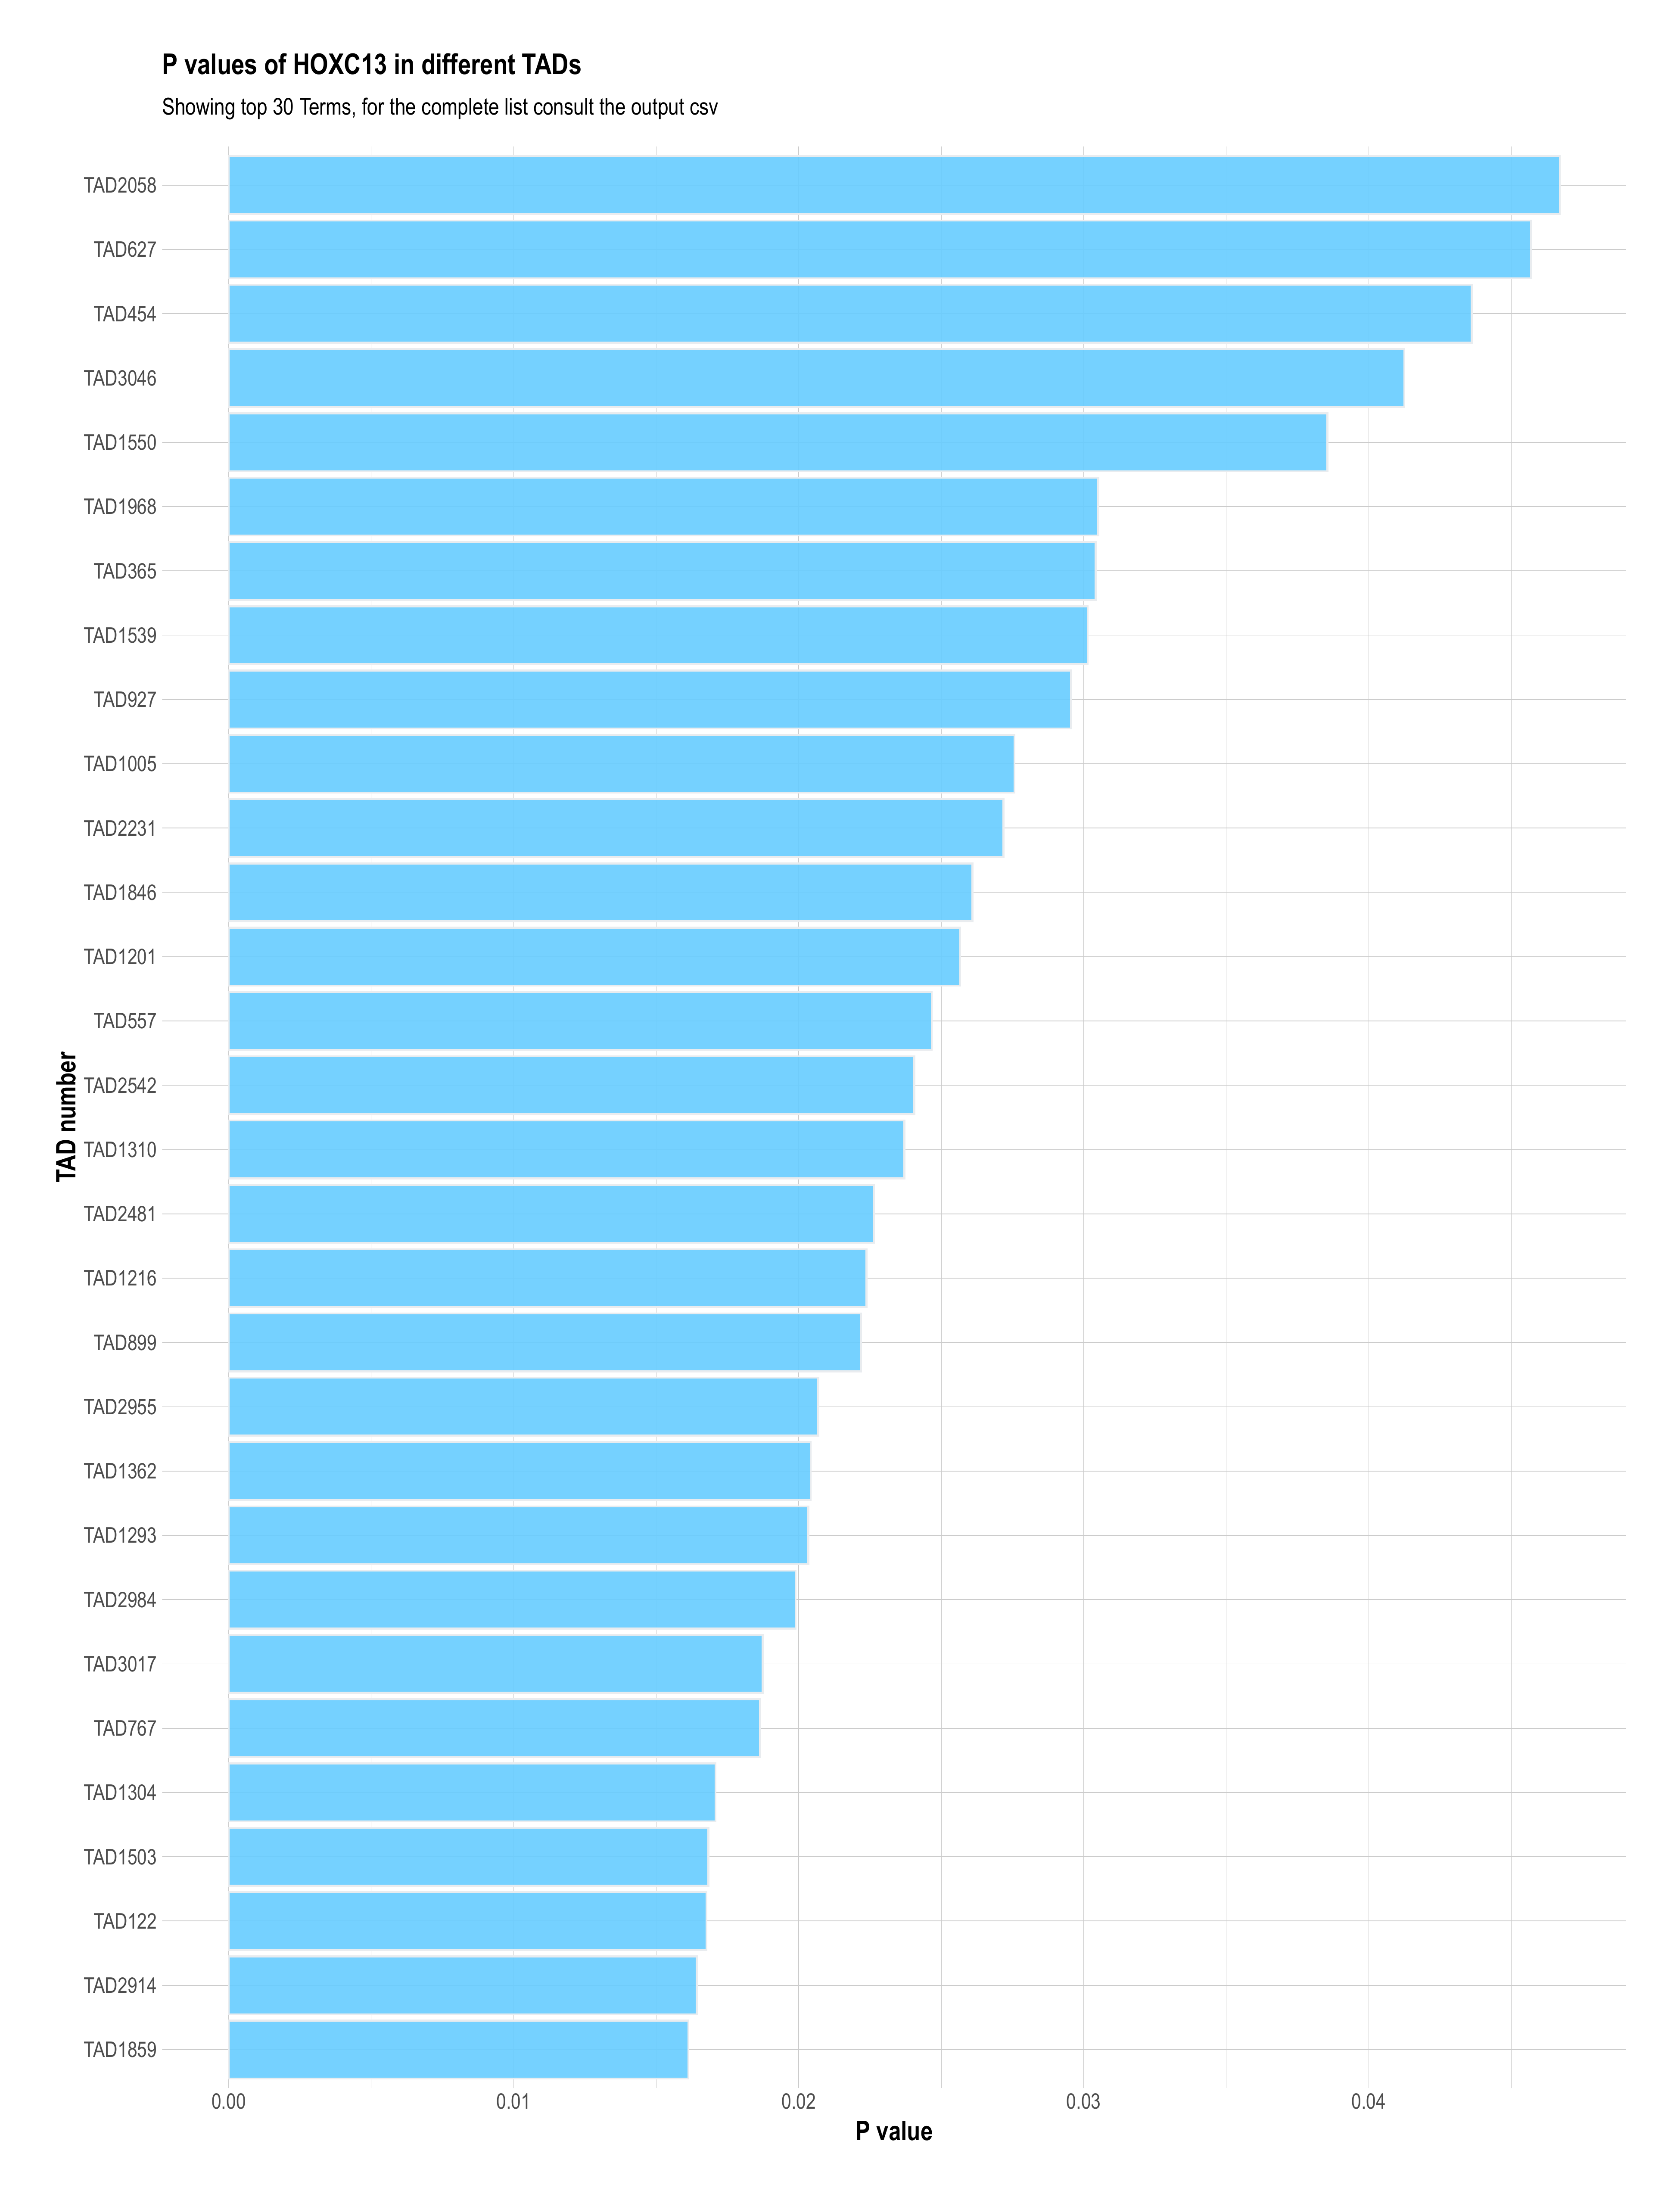 P values of HOXC13 in different TADs
Showing top 30 Terms, for the complete list consult the output csv
TAD number
TAD2058
TAD627
TAD454
TAD3046
TAD1550
TAD1968
TAD365
TAD1539
TAD927
TAD1005
TAD2231
TAD1846
TAD1201
TAD557
TAD2542
TAD1310
TAD2481
TAD1216
TAD899
TAD2955
TAD1362
TAD1293
TAD2984
TAD3017
TAD767
TAD1304
TAD1503
TAD122
TAD2914
TAD1859
0.00 0.01 0.02 0.03 0.04
P value